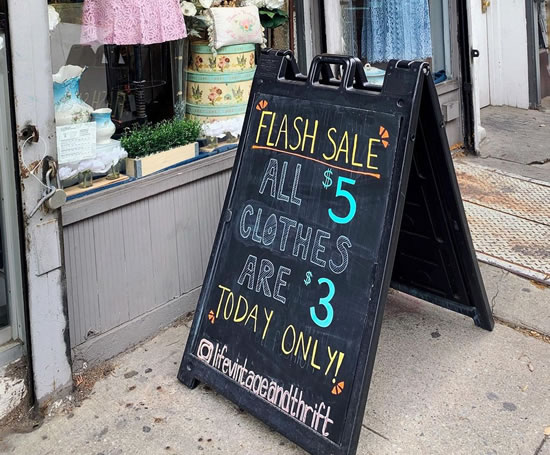 FLASH SALE
ALL $5
CLOTHES
ARE $3
TODAY ONLY!
lifevintageandthrift